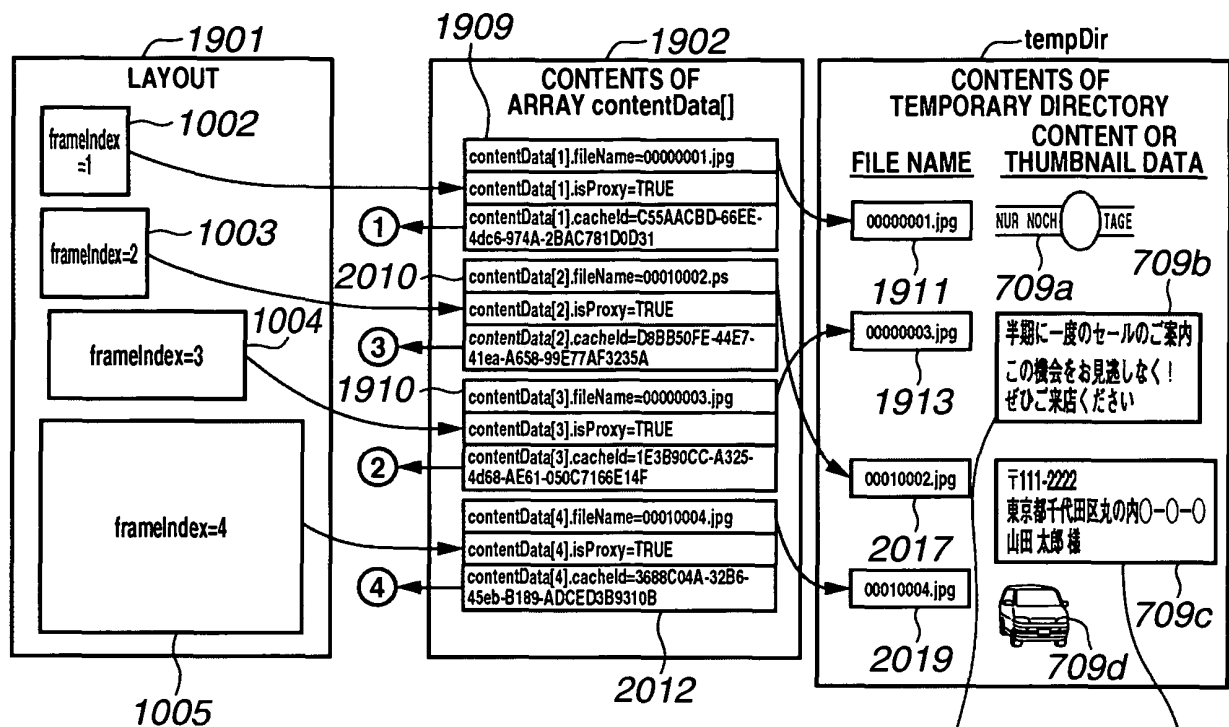 1901
LAYOUT
frameIndex
=1
1002
frameIndex=2
1003
frameIndex=3
1004
frameIndex=4
1005
1909
1902
CONTENTS OF
ARRAY contentData[]
contentData[1].fileName=00000001.jpg
contentData[1].isProxy=TRUE
contentData[1].cacheId=C55AACBD-66EE-
4dc6-974A-2BAC781D0D31
1
2010
contentData[2].fileName=00010002.ps
contentData[2].isProxy=TRUE
contentData[2].cacheId=D8BB50FE-44E7-
41ea-A658-99E77AF3235A
3
1910
contentData[3].fileName=00000003.jpg
contentData[3].isProxy=TRUE
contentData[3].cacheId=1E3B90CC-A325-
4d68-AE61-050C7166E14F
2
contentData[4].fileName=00010004.jpg
contentData[4].isProxy=TRUE
contentData[4].cacheId=3688C04A-32B6-
45eb-B189-ADCED3B9310B
4
2012
tempDir
CONTENTS OF
TEMPORARY DIRECTORY
FILE NAME
CONTENT OR
THUMBNAIL DATA
00000001.jpg
1911
NUR NOCH
TAGE
709a
709b
00000003.jpg
1913
半期に一度のセールのご案内
この機会をお見逃しなく!
ぜひご来店ください
00010002.jpg
2017
〒111-2222
東京都千代田区丸の内○-○-○
山田 太郎 様
709c
00010004.jpg
2019
709d